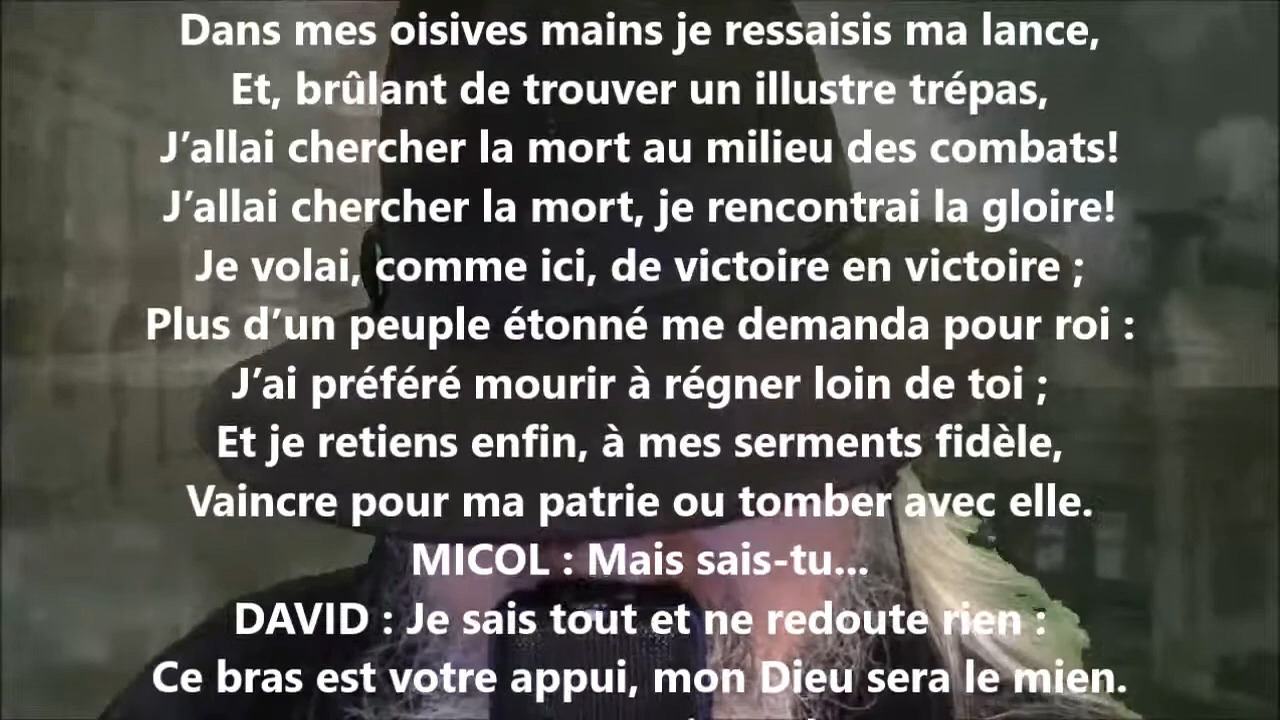 Dans mes oisives mains je ressaisis ma lance,
Et, brûlant de trouver un illustre trépas,
J’allai chercher la mort au milieu des combats!
J’allai chercher la mort, je rencontrai la gloire!
Je volai, comme ici, de victoire en victoire ;
Plus d’un peuple étonné me demanda pour roi :
J’ai préféré mourir à régner loin de toi ;
Et je retiens enfin, à mes serments fidèle,
Vaincre pour ma patrie ou tomber avec elle.
MICOL : Mais sais-tu...
DAVID : Je sais tout et ne redoute rien :
Ce bras est votre appui, mon Dieu sera le mien.